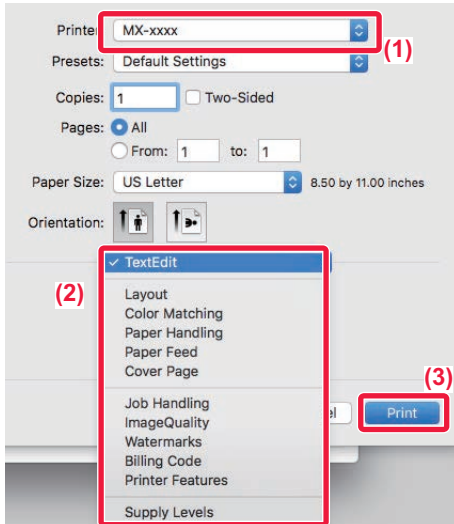 Printer: MX-xxxx
(1)
Presets: Default Settings
Copies: 1 Two-Sided
Pages: All
From: 1 to: 1
Paper Size: US Letter 8.50 by 11.00 inches
Orientation:
✓ TextEdit
(2)
Layout
Color Matching
Paper Handling
Paper Feed
Cover Page
(3)
Job Handling
ImageQuality
Watermarks
Billing Code
Printer Features
el Print
Supply Levels